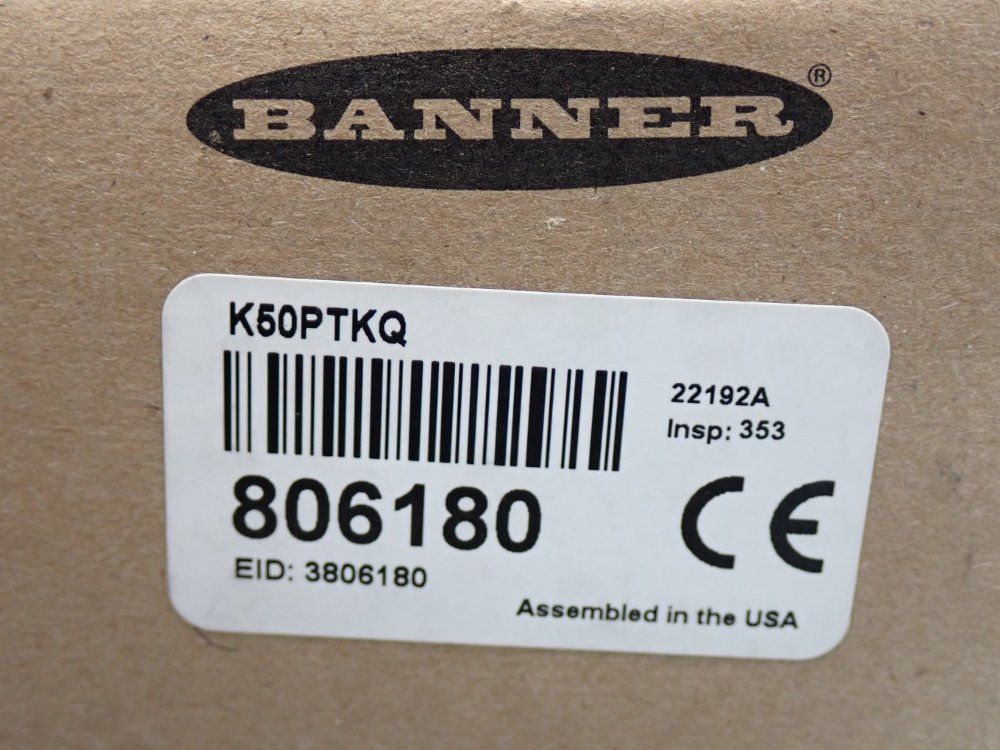 BANNER®
K50PTKQ
22192A
Insp: 353
806180
EID: 3806180
CE
Assembled in the USA